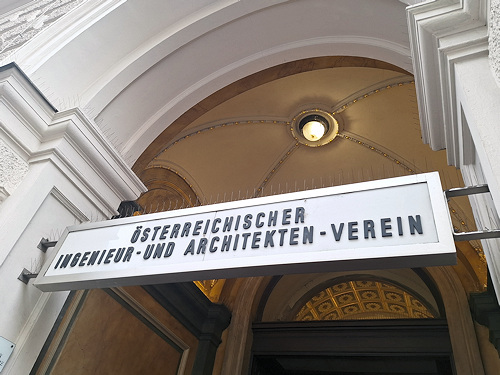 ÖSTERREICHISCHER
INGENIEUR-UND ARCHITEKTEN-VEREIN